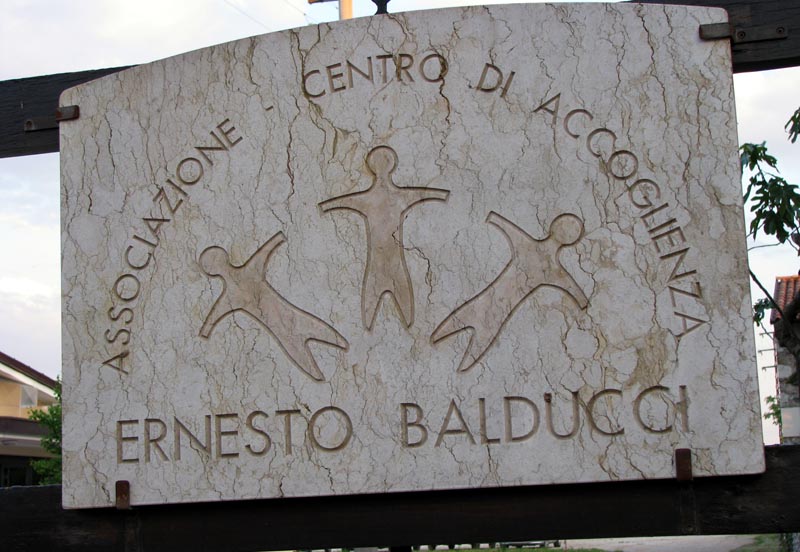 ASSOCIAZIONE - CENTRO DI ACCOGLIENZA
ERNESTO BALDUCCI